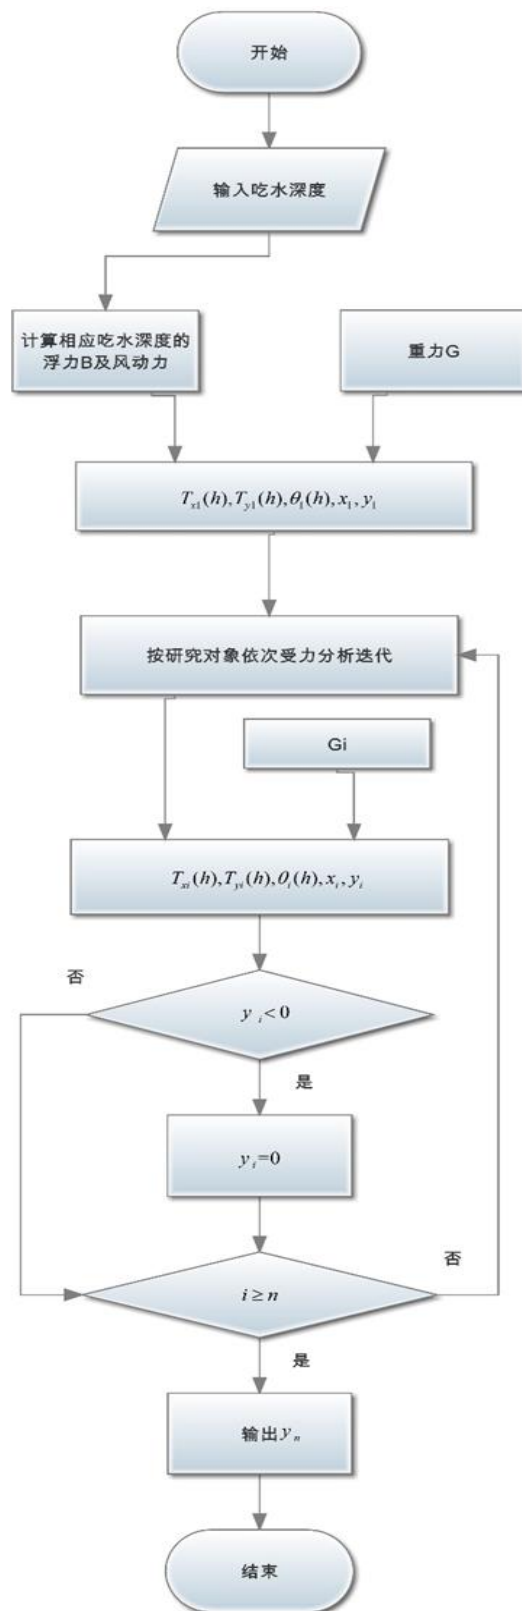 开始
输入吃水深度
计算相应吃水深度的
浮力B及风动力
重力G
T_{x1}(h),T_{y1}(h),θ_1(h),x_1,y_1
按研究对象依次受力分析迭代
Gi
T_{xi}(h),T_{yi}(h),θ_i(h),x_i,y_i
否
y_i<0
是
y_i=0
否
i≥n
是
输出y_n
结束